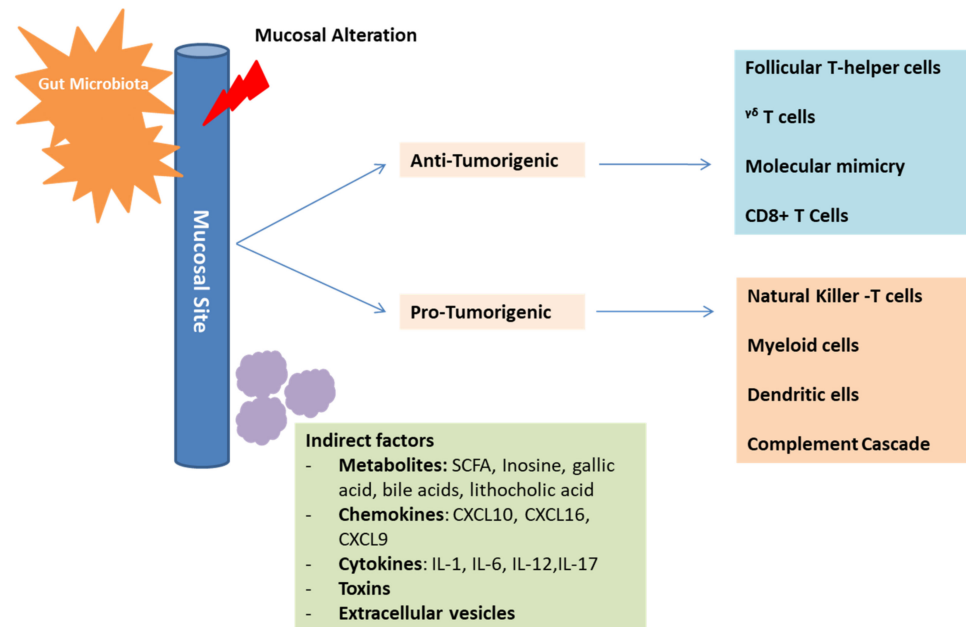 Mucosal Alteration
Gut Microbiota
Mucosal Site
Anti-Tumorigenic
Pro-Tumorigenic
Follicular T-helper cells
γδ T cells
Molecular mimicry
CD8+ T Cells
Natural Killer -T cells
Myeloid cells
Dendritic ells
Complement Cascade
Indirect factors
- Metabolites: SCFA, Inosine, gallic
acid, bile acids, lithocholic acid
- Chemokines: CXCL10, CXCL16,
CXCL9
- Cytokines: IL-1, IL-6, IL-12,IL-17
- Toxins
- Extracellular vesicles